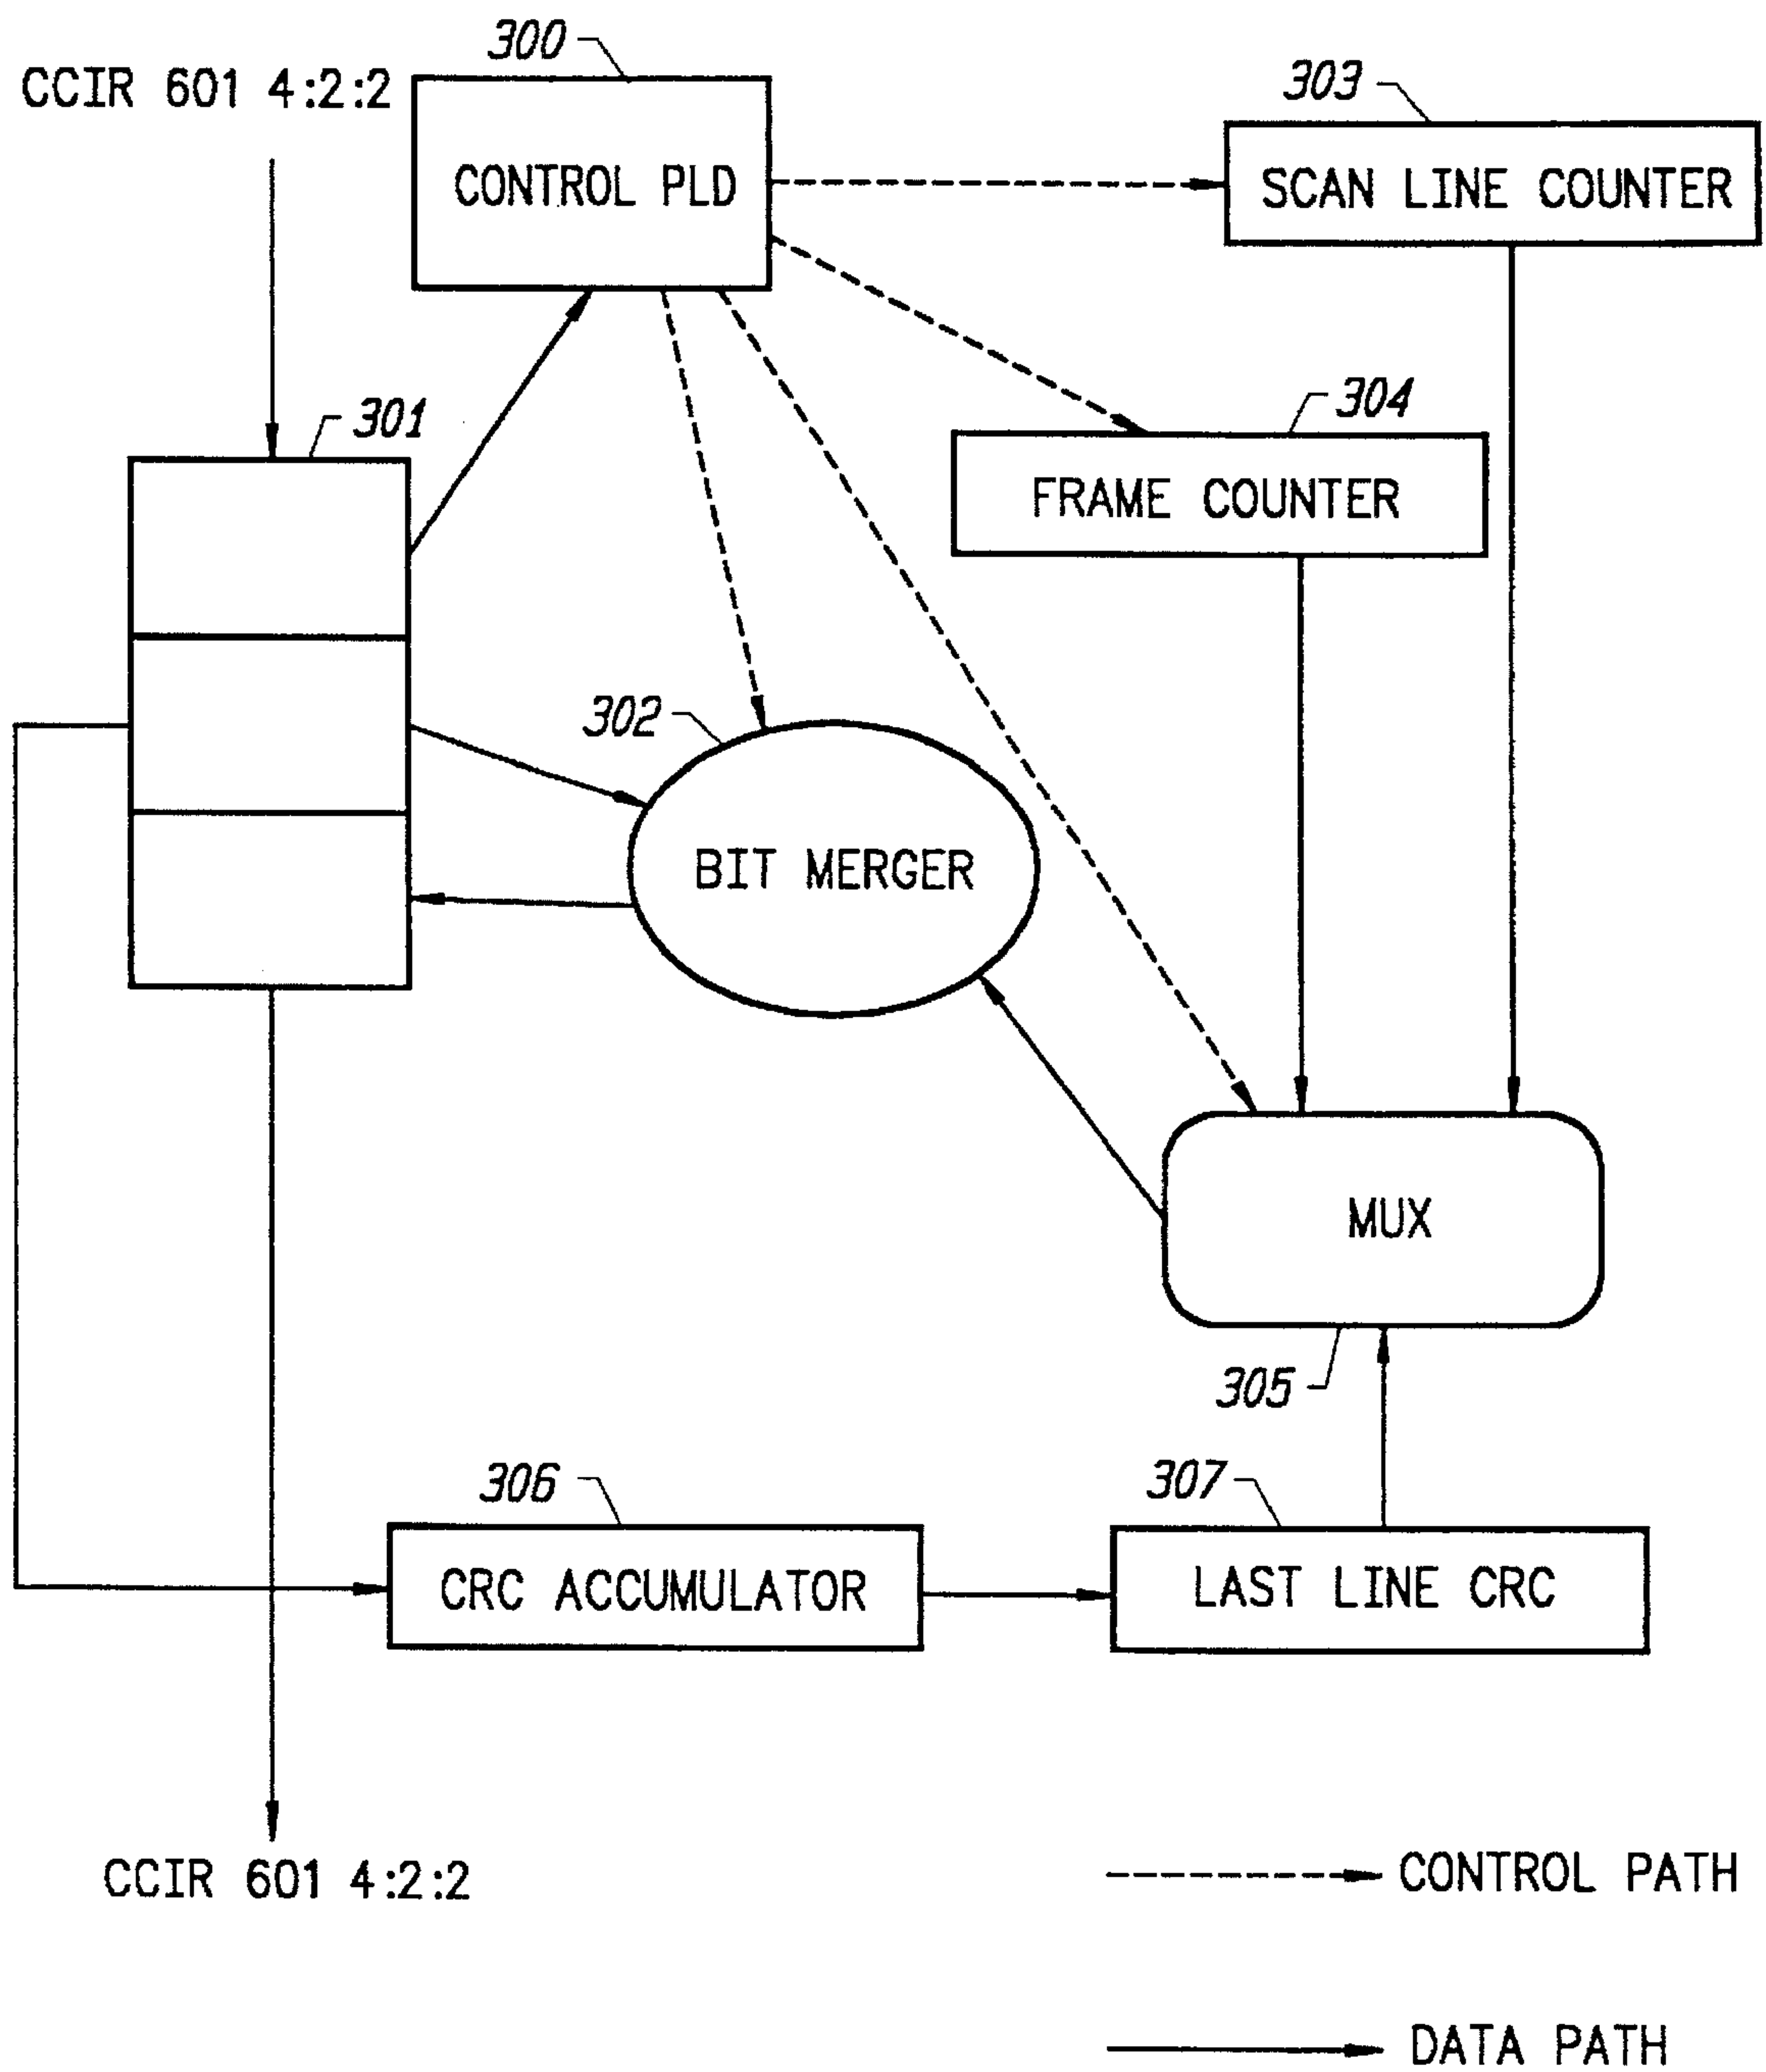 300
CCIR 601 4:2:2
303
CONTROL PLD
SCAN LINE COUNTER
304
301
FRAME COUNTER
302
BIT MERGER
MUX
305
306
307
CRC ACCUMULATOR
LAST LINE CRC
CCIR 601 4:2:2
CONTROL PATH
DATA PATH